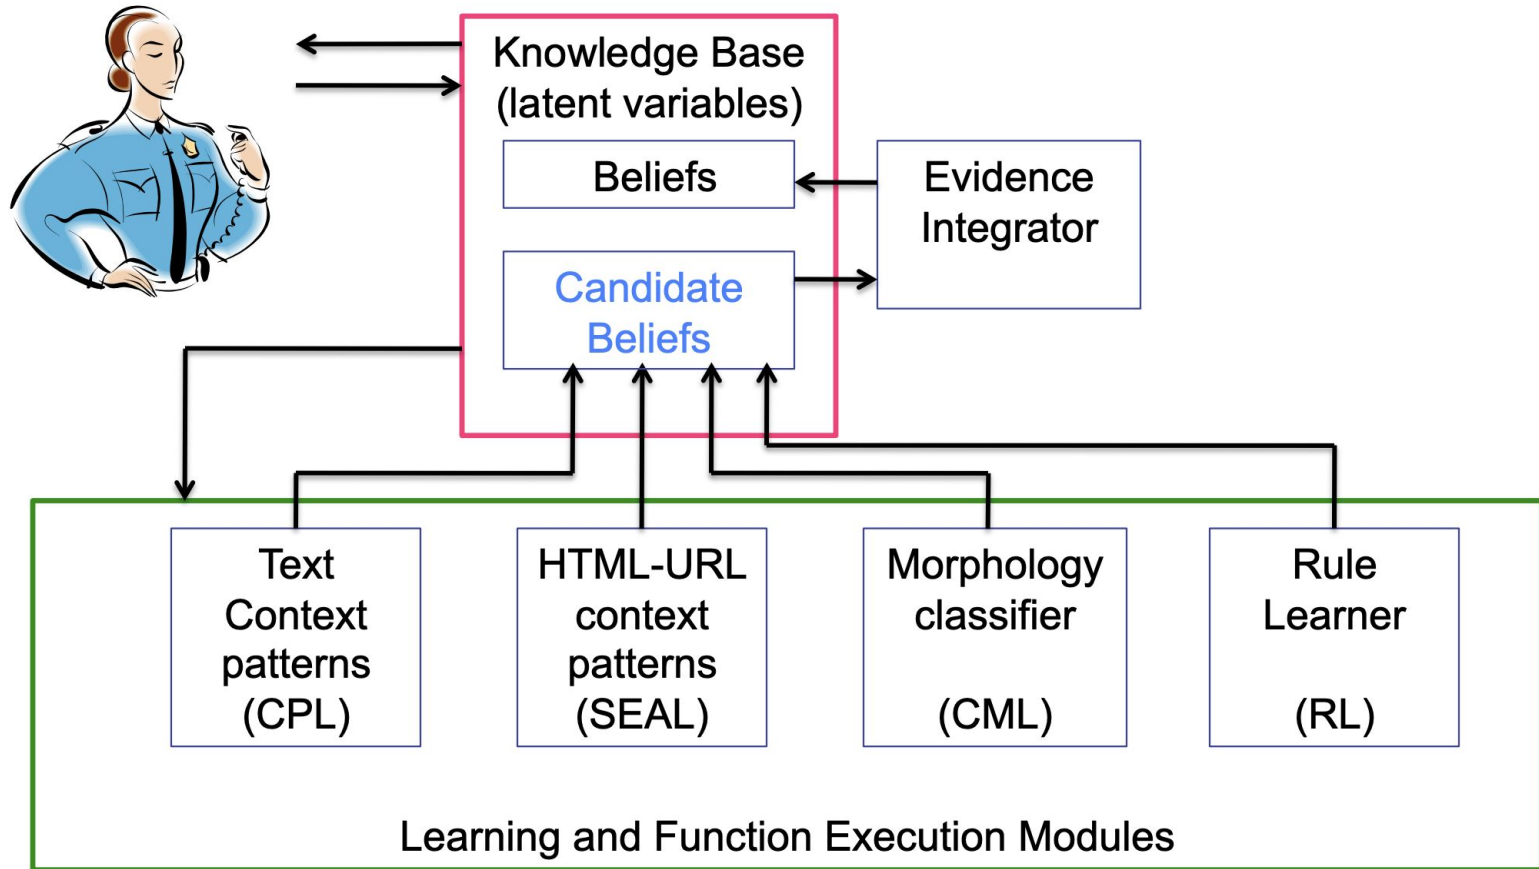 Knowledge Base
(latent variables)
Beliefs
Evidence
Integrator
Candidate
Beliefs
Text
Context
patterns
(CPL)
HTML-URL
context
patterns
(SEAL)
Morphology
classifier
(CML)
Rule
Learner
(RL)
Learning and Function Execution Modules